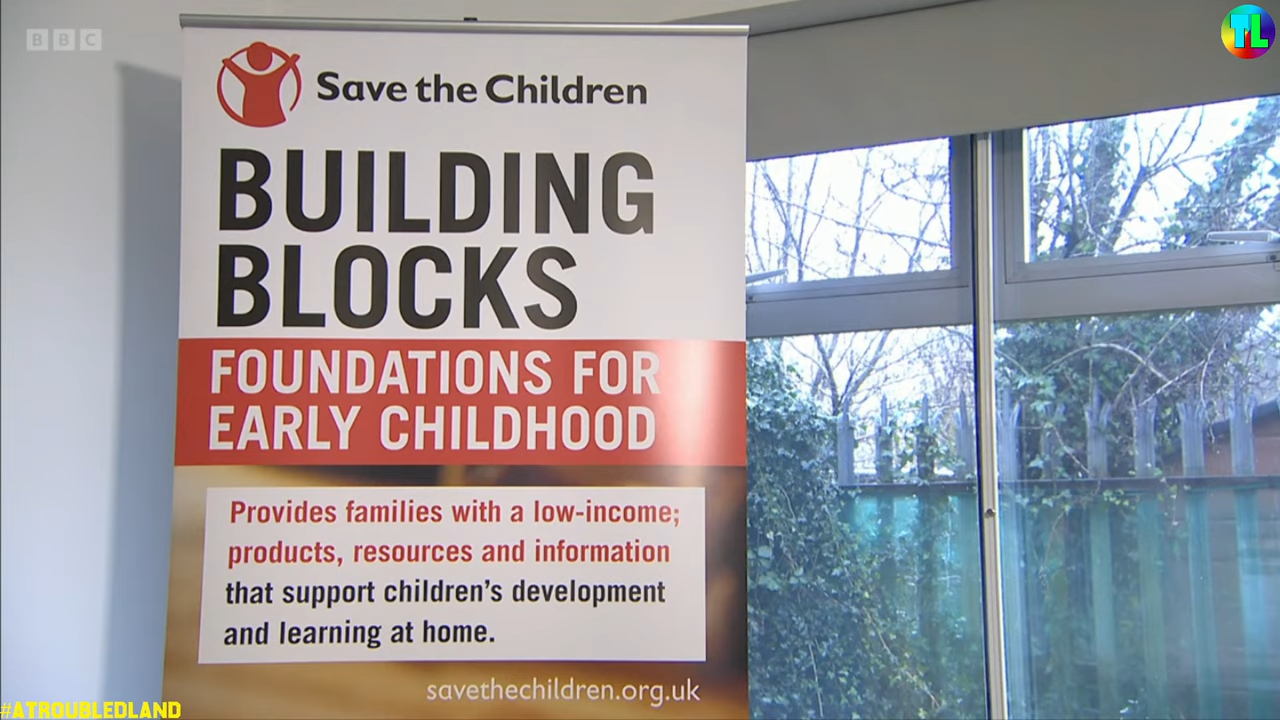 BBC
TL
Save the Children
BUILDING
BLOCKS
FOUNDATIONS FOR
EARLY CHILDHOOD
Provides families with a low-income;
products, resources and information
that support children's development
and learning at home.
savethechildren.org.uk
#ATROUBLEDLAND